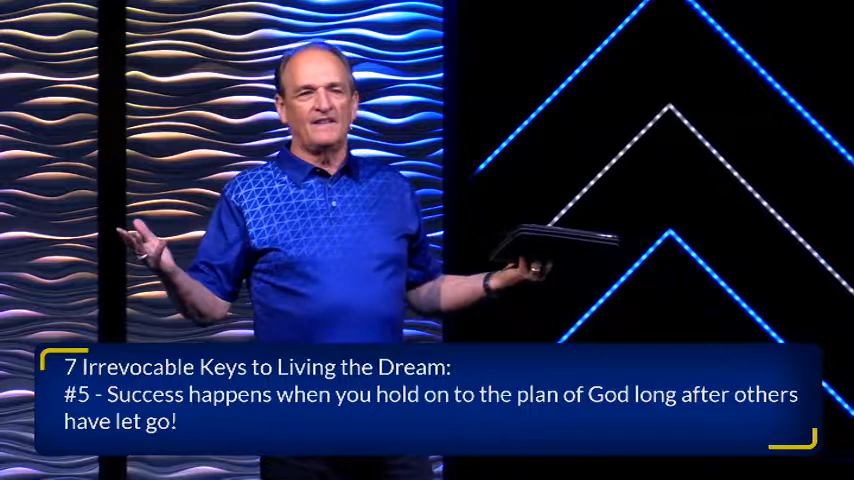 7 Irrevocable Keys to Living the Dream:
#5 - Success happens when you hold on to the plan of God long after others
have let go!